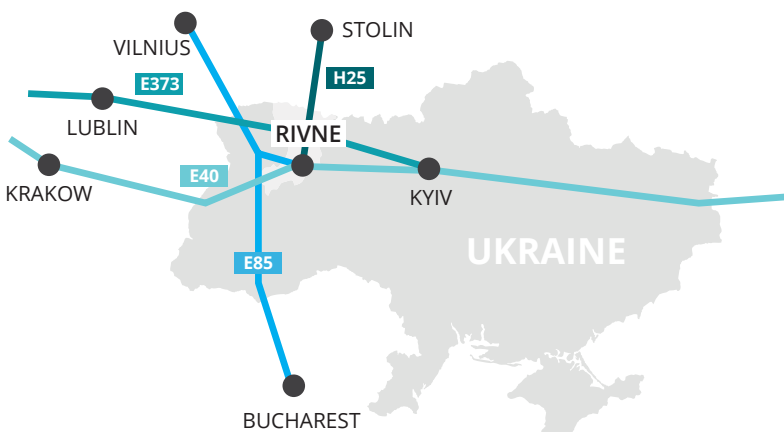 STOLIN
VILNIUS
H25
E373
LUBLIN
RIVNE
E40
KRAKOW
KYIV
UKRAINE
E85
BUCHAREST